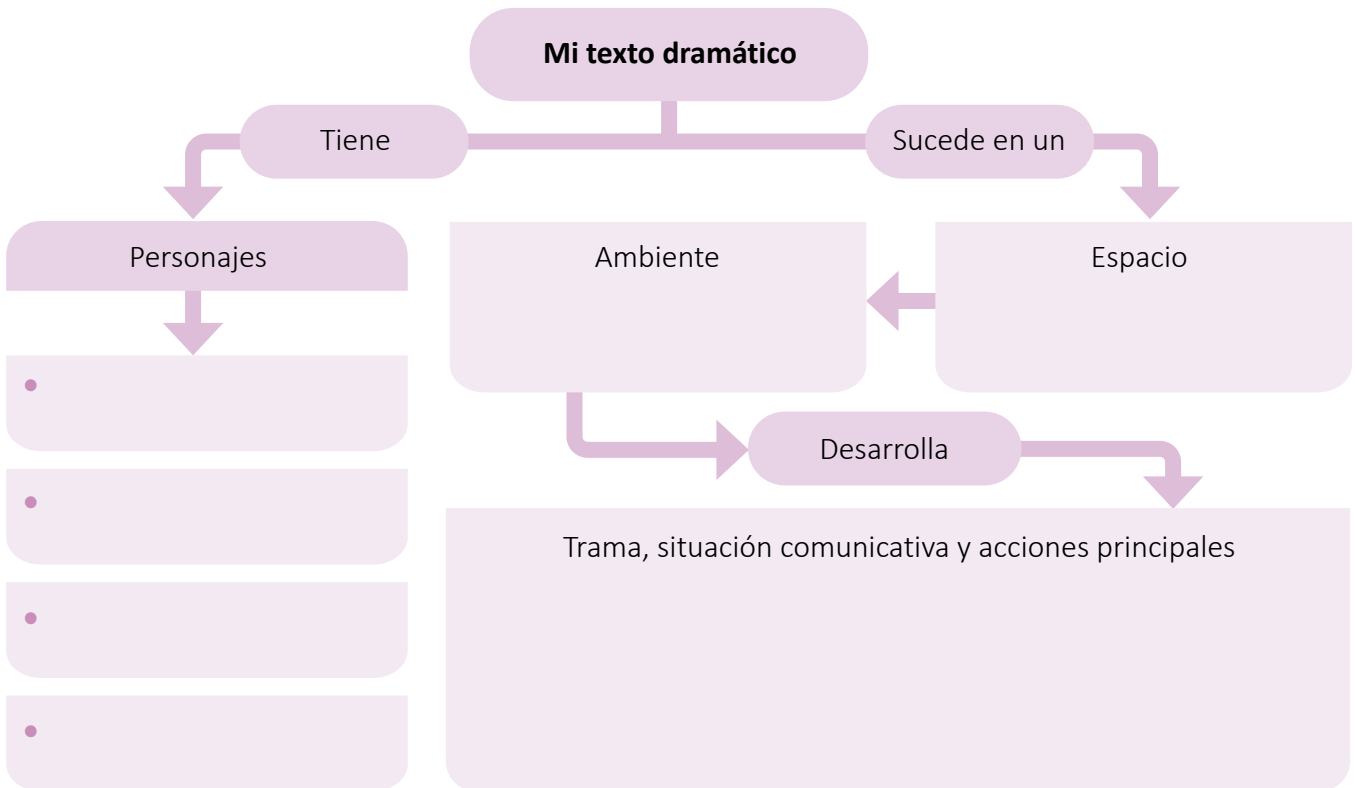 Mi texto dramático
Tiene
Sucede en un
Personajes
Ambiente
Espacio
Desarrolla
Trama, situación comunicativa y acciones principales